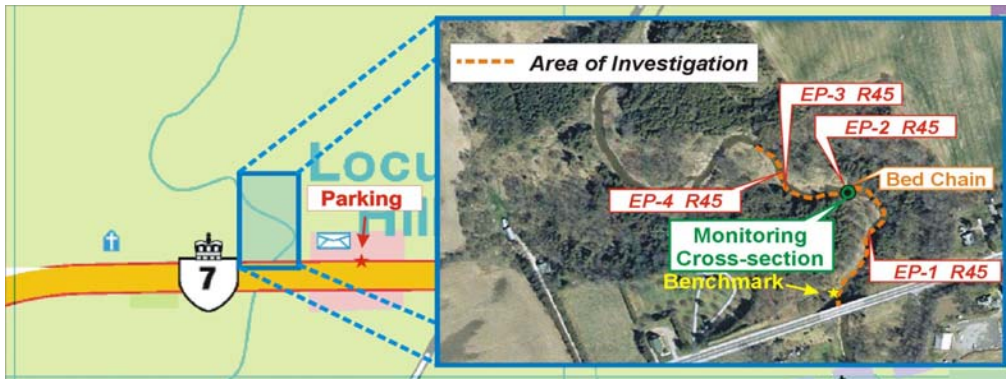 Area of Investigation
EP-3 R45
EP-2 R45
Locu
Hil
Parking
Bed Chain
EP-4 R45
Monitoring
Cross-section
7
Benchmark
EP-1 R45